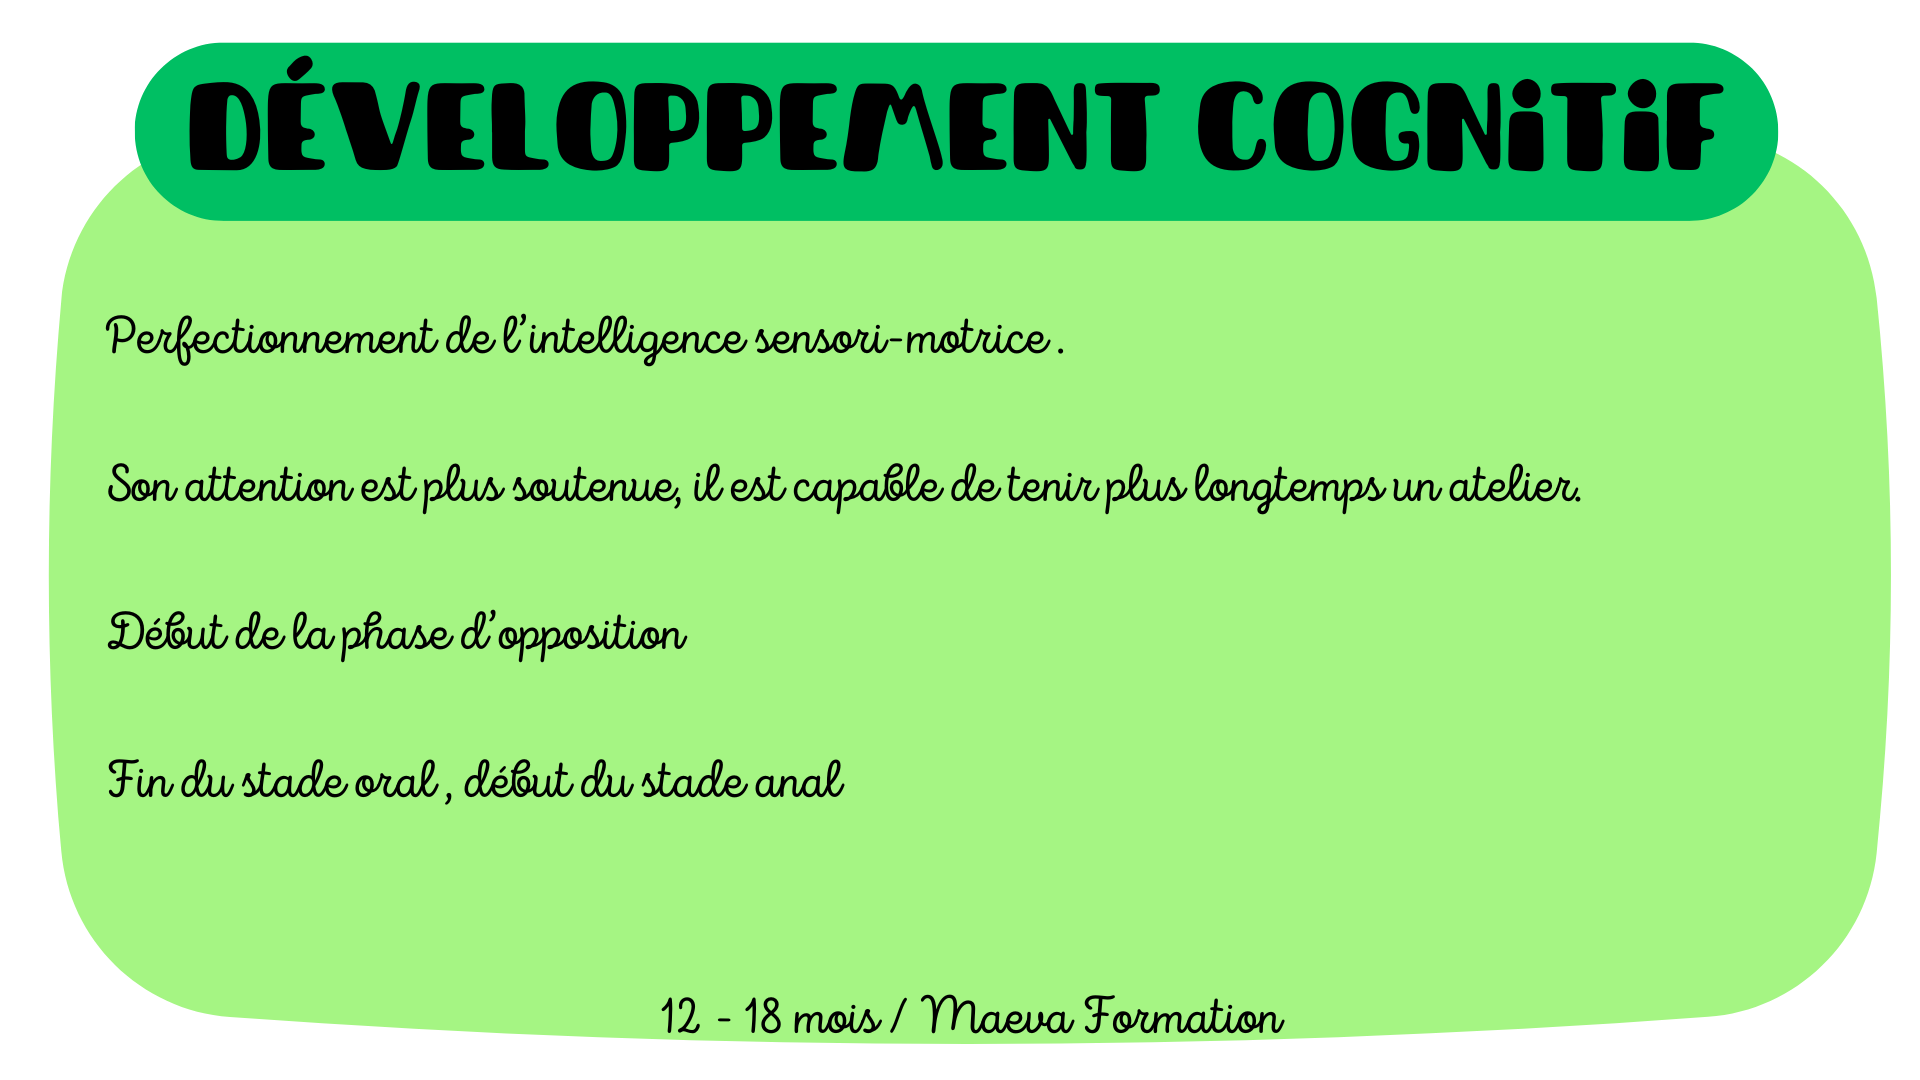 DÉVELOPPEMENT COGNITIF
Perfectionnement de l'intelligence sensori-motrice .
Son attention est plus soutenue, il est capable de tenir plus longtemps un atelier.
Début de la phase d'opposition
Fin du stade oral , début du stade anal
12 - 18 mois / Maeva Formation